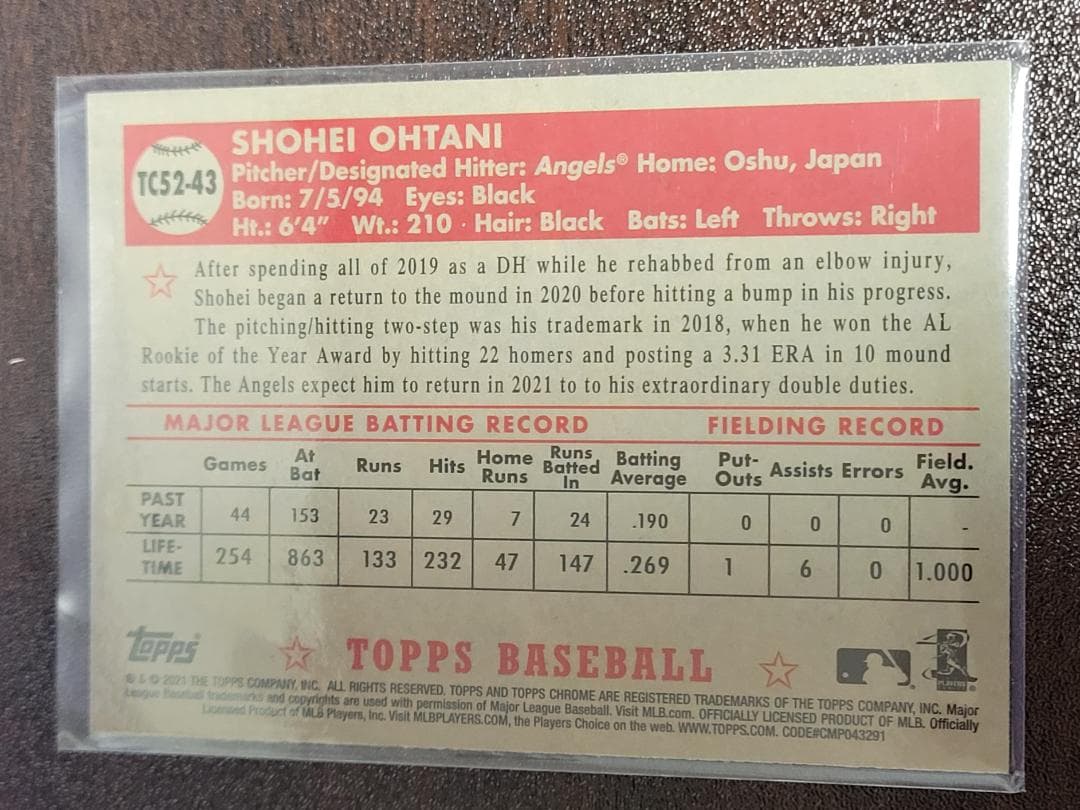 TC52-43
SHOHEI OHTANI
Pitcher/Designated Hitter: Angels® Home: Oshu, Japan
Born: 7/5/94 Eyes: Black
Ht.: 6'4" Wt.: 210 · Hair: Black Bats: Left Throws: Right
After spending all of 2019 as a DH while he rehabbed from an elbow injury,
Shohei began a return to the mound in 2020 before hitting a bump in his progress.
The pitching/hitting two-step was his trademark in 2018, when he won the AL
Rookie of the Year Award by hitting 22 homers and posting a 3.31 ERA in 10 mound
starts. The Angels expect him to return in 2021 to to his extraordinary double duties.
MAJOR LEAGUE BATTING RECORD FIELDING RECORD
Games At Bat Runs Hits Home Runs Runs Batted In Batting Average Put-Outs Assists Errors Field. Avg.
PAST YEAR 44 153 23 29 7 24 .190 0 0 0 -
LIFE-TIME 254 863 133 232 47 147 .269 1 6 0 1.000
Topps TOPPS BASEBALL
® & © 2021 THE TOPPS COMPANY, INC. ALL RIGHTS RESERVED. TOPPS AND TOPPS CHROME ARE REGISTERED TRADEMARKS OF THE TOPPS COMPANY, INC. Major
League Baseball trademarks and copyrights are used with permission of Major League Baseball. Visit MLB.com. OFFICIALLY LICENSED PRODUCT OF MLB. Officially
Licensed Product of MLB Players, Inc. Visit MLBPLAYERS.COM, the Players Choice on the web. WWW.TOPPS.COM. CODE#CMP043291